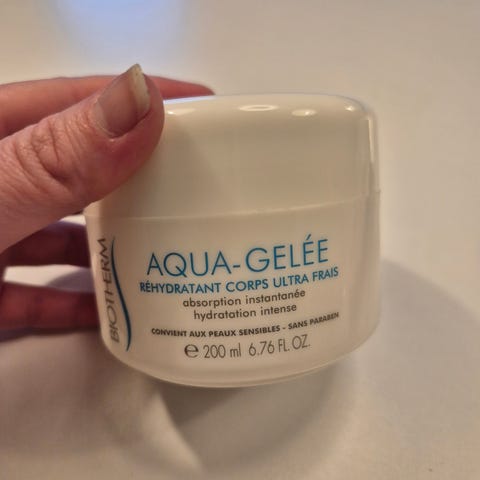 BIOTHERM
AQUA-GELÉE
RÉHYDRATANT CORPS ULTRA FRAIS
absorption instantanée
hydratation intense
CONVIENT AUX PEAUX SENSIBLES - SANS PARABEN
℮ 200 ml 6.76 FL.OZ.